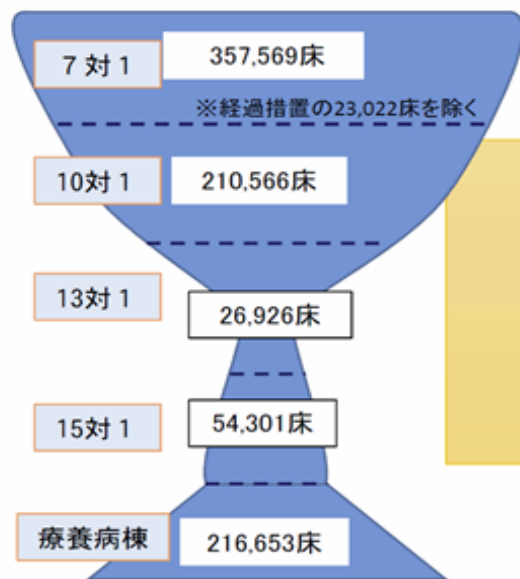 7対1
357,569床
※経過措置の23,022床を除く
10対1
210,566床
13対1
26,926床
15対1
54,301床
療養病棟
216,653床